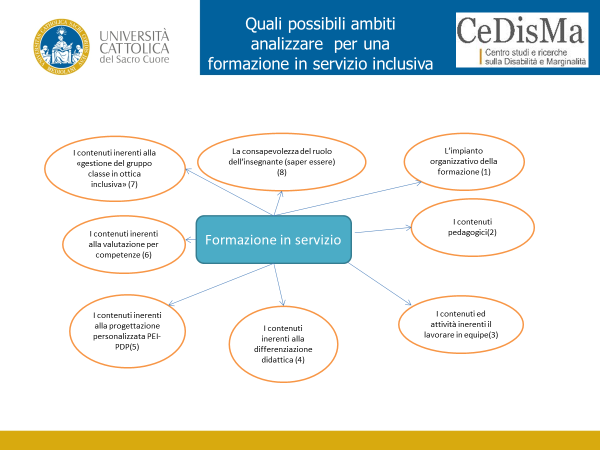 UNIVERSITÀ
CATTOLICA
del Sacro Cuore
Quali possibili ambiti
analizzare per una
formazione in servizio inclusiva
CeDisMa
Centro studi e ricerche
sulla Disabilità e Marginalità
I contenuti inerenti alla
«gestione del gruppo
classe in ottica
inclusiva» (7)
La consapevolezza del ruolo
dell'insegnante (saper essere)
(8)
L'impianto
organizzativo della
formazione (1)
I contenuti inerenti
alla valutazione per
competenze (6)
Formazione in servizio
I contenuti
pedagogici(2)
I contenuti inerenti
alla progettazione
personalizzata PEI-
PDP(5)
I contenuti
inerenti alla
differenziazione
didattica (4)
I contenuti ed
attività inerenti il
lavorare in equipe(3)